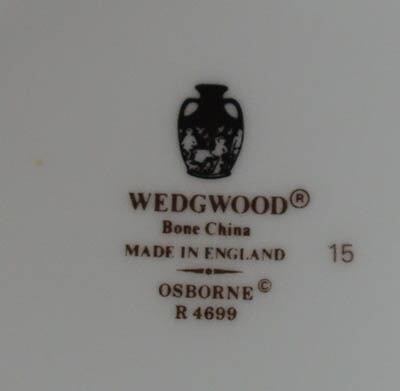 WEDGWOOD®
Bone China
MADE IN ENGLAND 15
OSBORNE©
R 4699